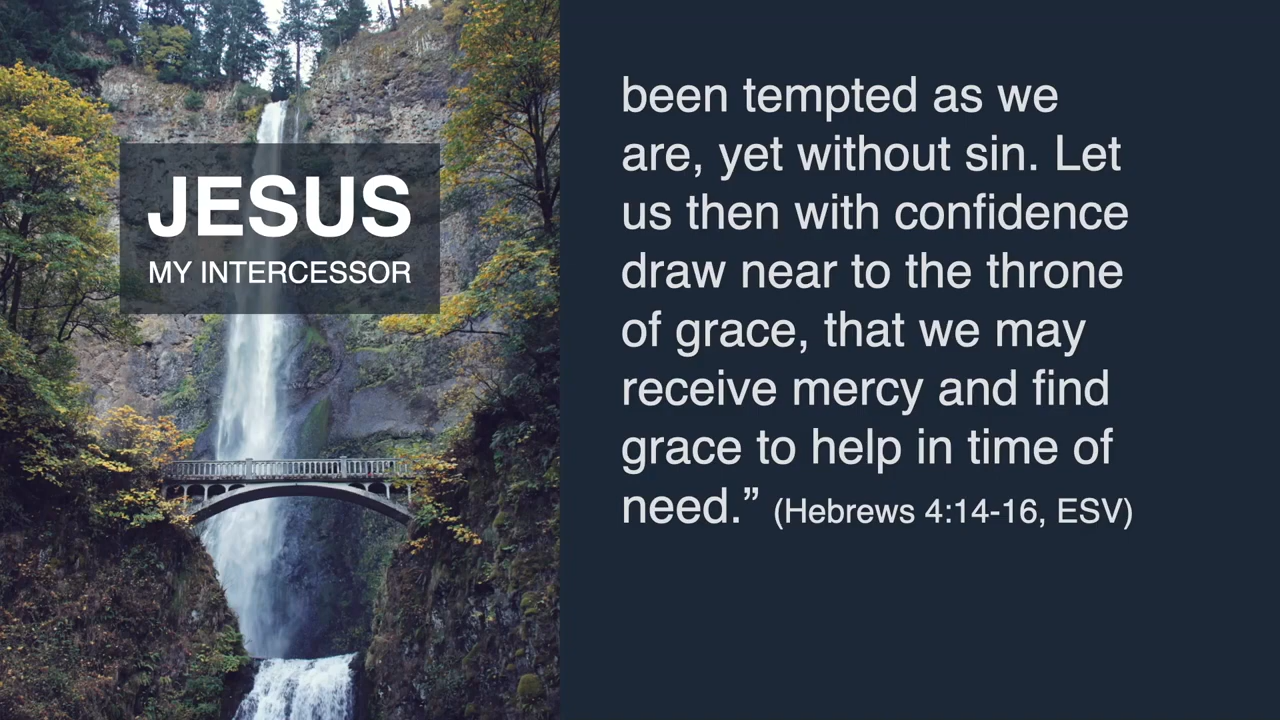 JESUS
MY INTERCESSOR
been tempted as we
are, yet without sin. Let
us then with confidence
draw near to the throne
of grace, that we may
receive mercy and find
grace to help in time of
need.” (Hebrews 4:14-16, ESV)